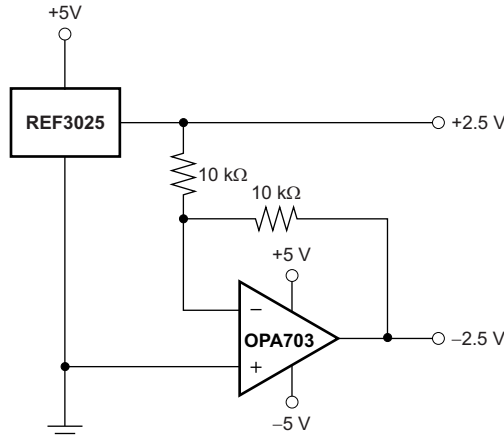 +5V
REF3025
+2.5 V
10 kΩ
10 kΩ
+5 V
−
OPA703
+
−2.5 V
−5 V